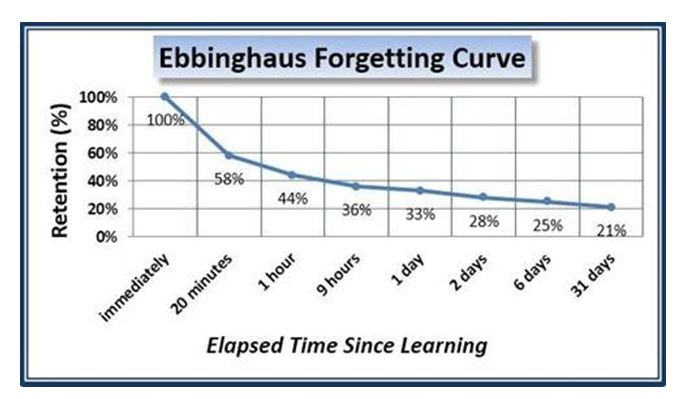 Ebbinghaus Forgetting Curve
Retention (%)
100%
80%
60%
40%
20%
0%
100%
58%
44%
36%
33%
28%
25%
21%
immediately
20 minutes
1 hour
9 hours
1 day
2 days
6 days
31 days
Elapsed Time Since Learning